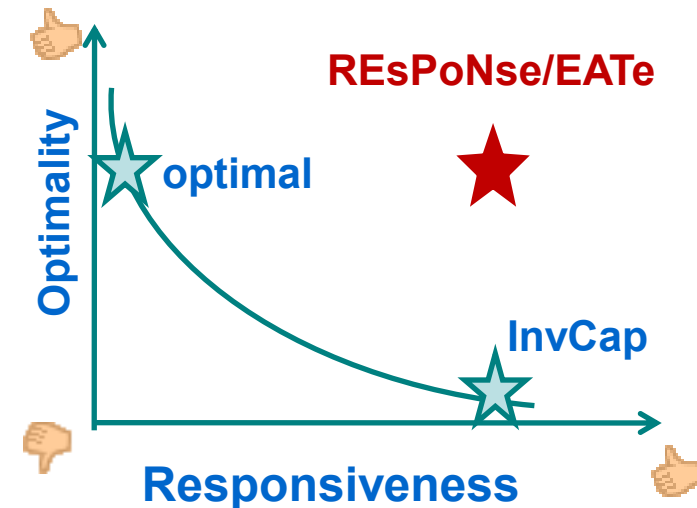 REsPoNse/EATe
Optimality
optimal
InvCap
Responsiveness